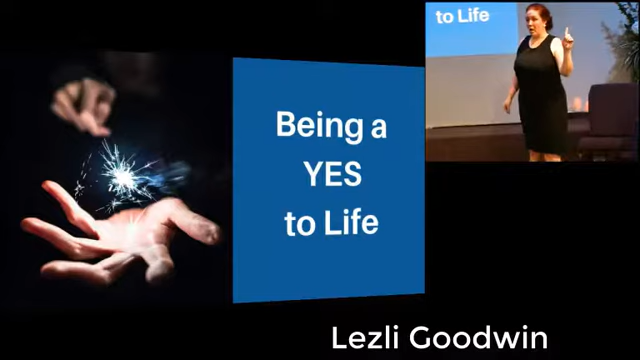 Being a
YES
to Life
to Life
Lezli Goodwin